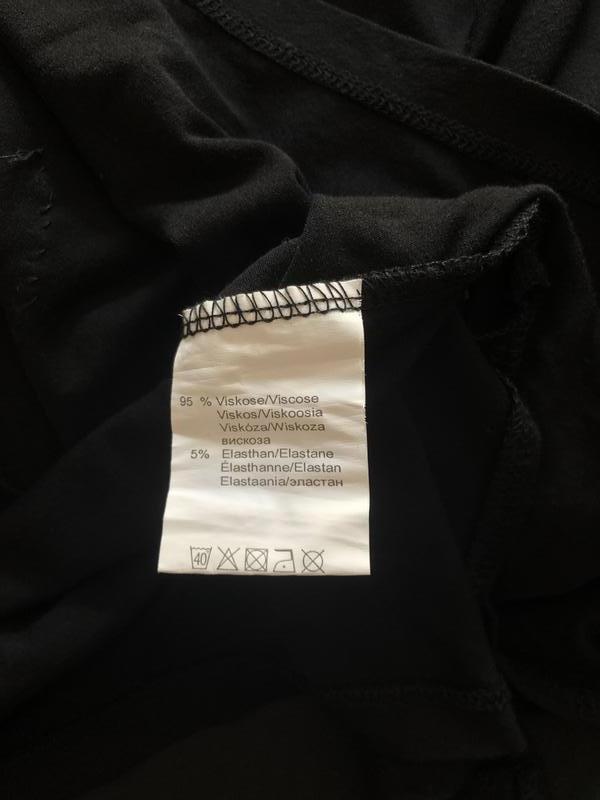 95 % Viskose/Viscose
Viskos/Viskoosia
Viskóza/Wiskoza
вискоза
5% Elasthan/Elastane
Élasthanne/Elastan
Elastaania/эластан
40